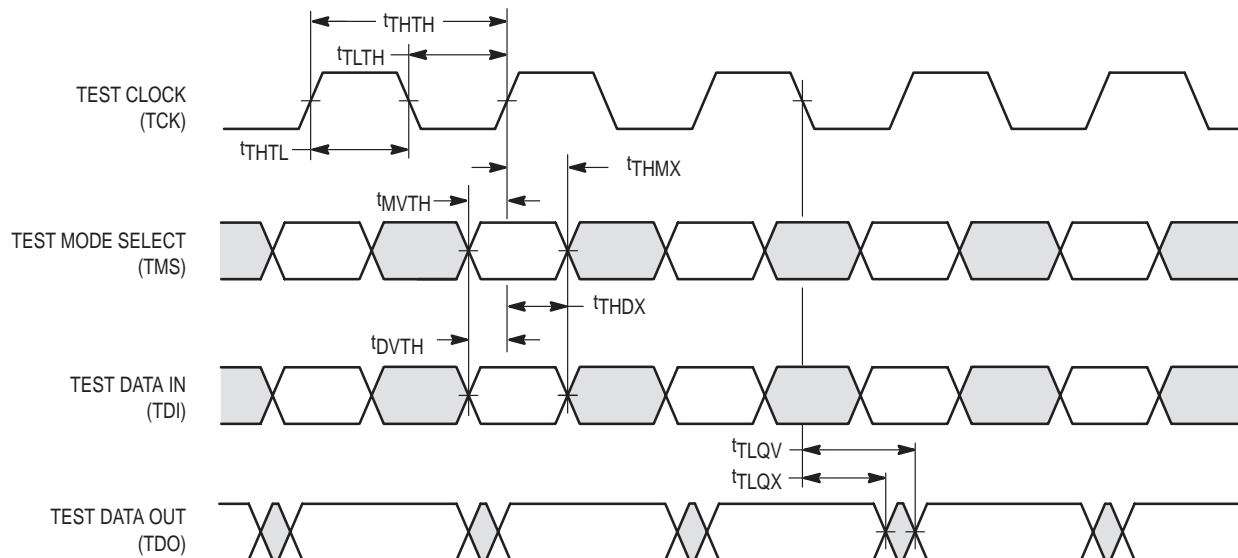 tTHTH
tTLTH
TEST CLOCK
(TCK)
tTHTL
tTHMX
tMVTH
TEST MODE SELECT
(TMS)
tTHDX
tDVTH
TEST DATA IN
(TDI)
tTLQV
tTLQX
TEST DATA OUT
(TDO)